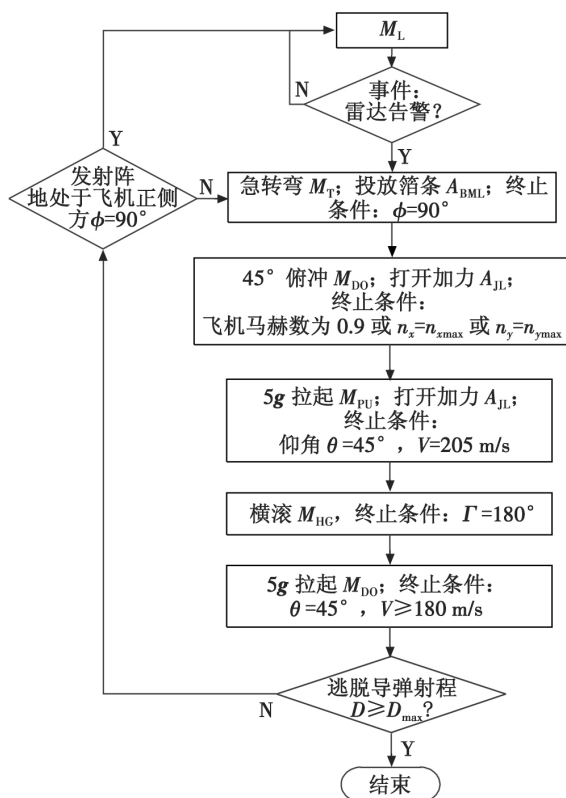 M_L
N
事件：
雷达告警？
Y
Y
发射阵
地处于飞机正侧
方ϕ=90°
N
急转弯 M_T；投放箔条 A_BML；终止
条件：ϕ=90°
45° 俯冲 M_DO；打开加力 A_JL；
终止条件：
飞机马赫数为 0.9 或 n_x=n_xmax 或 n_y=n_ymax
5g 拉起 M_PU；打开加力 A_JL；
终止条件：
仰角 θ=45°，V=205 m/s
横滚 M_HG，终止条件：Γ=180°
5g 拉起 M_DO；终止条件：
θ=45°，V≥180 m/s
N
逃脱导弹射程
D≥D_max?
Y
结束